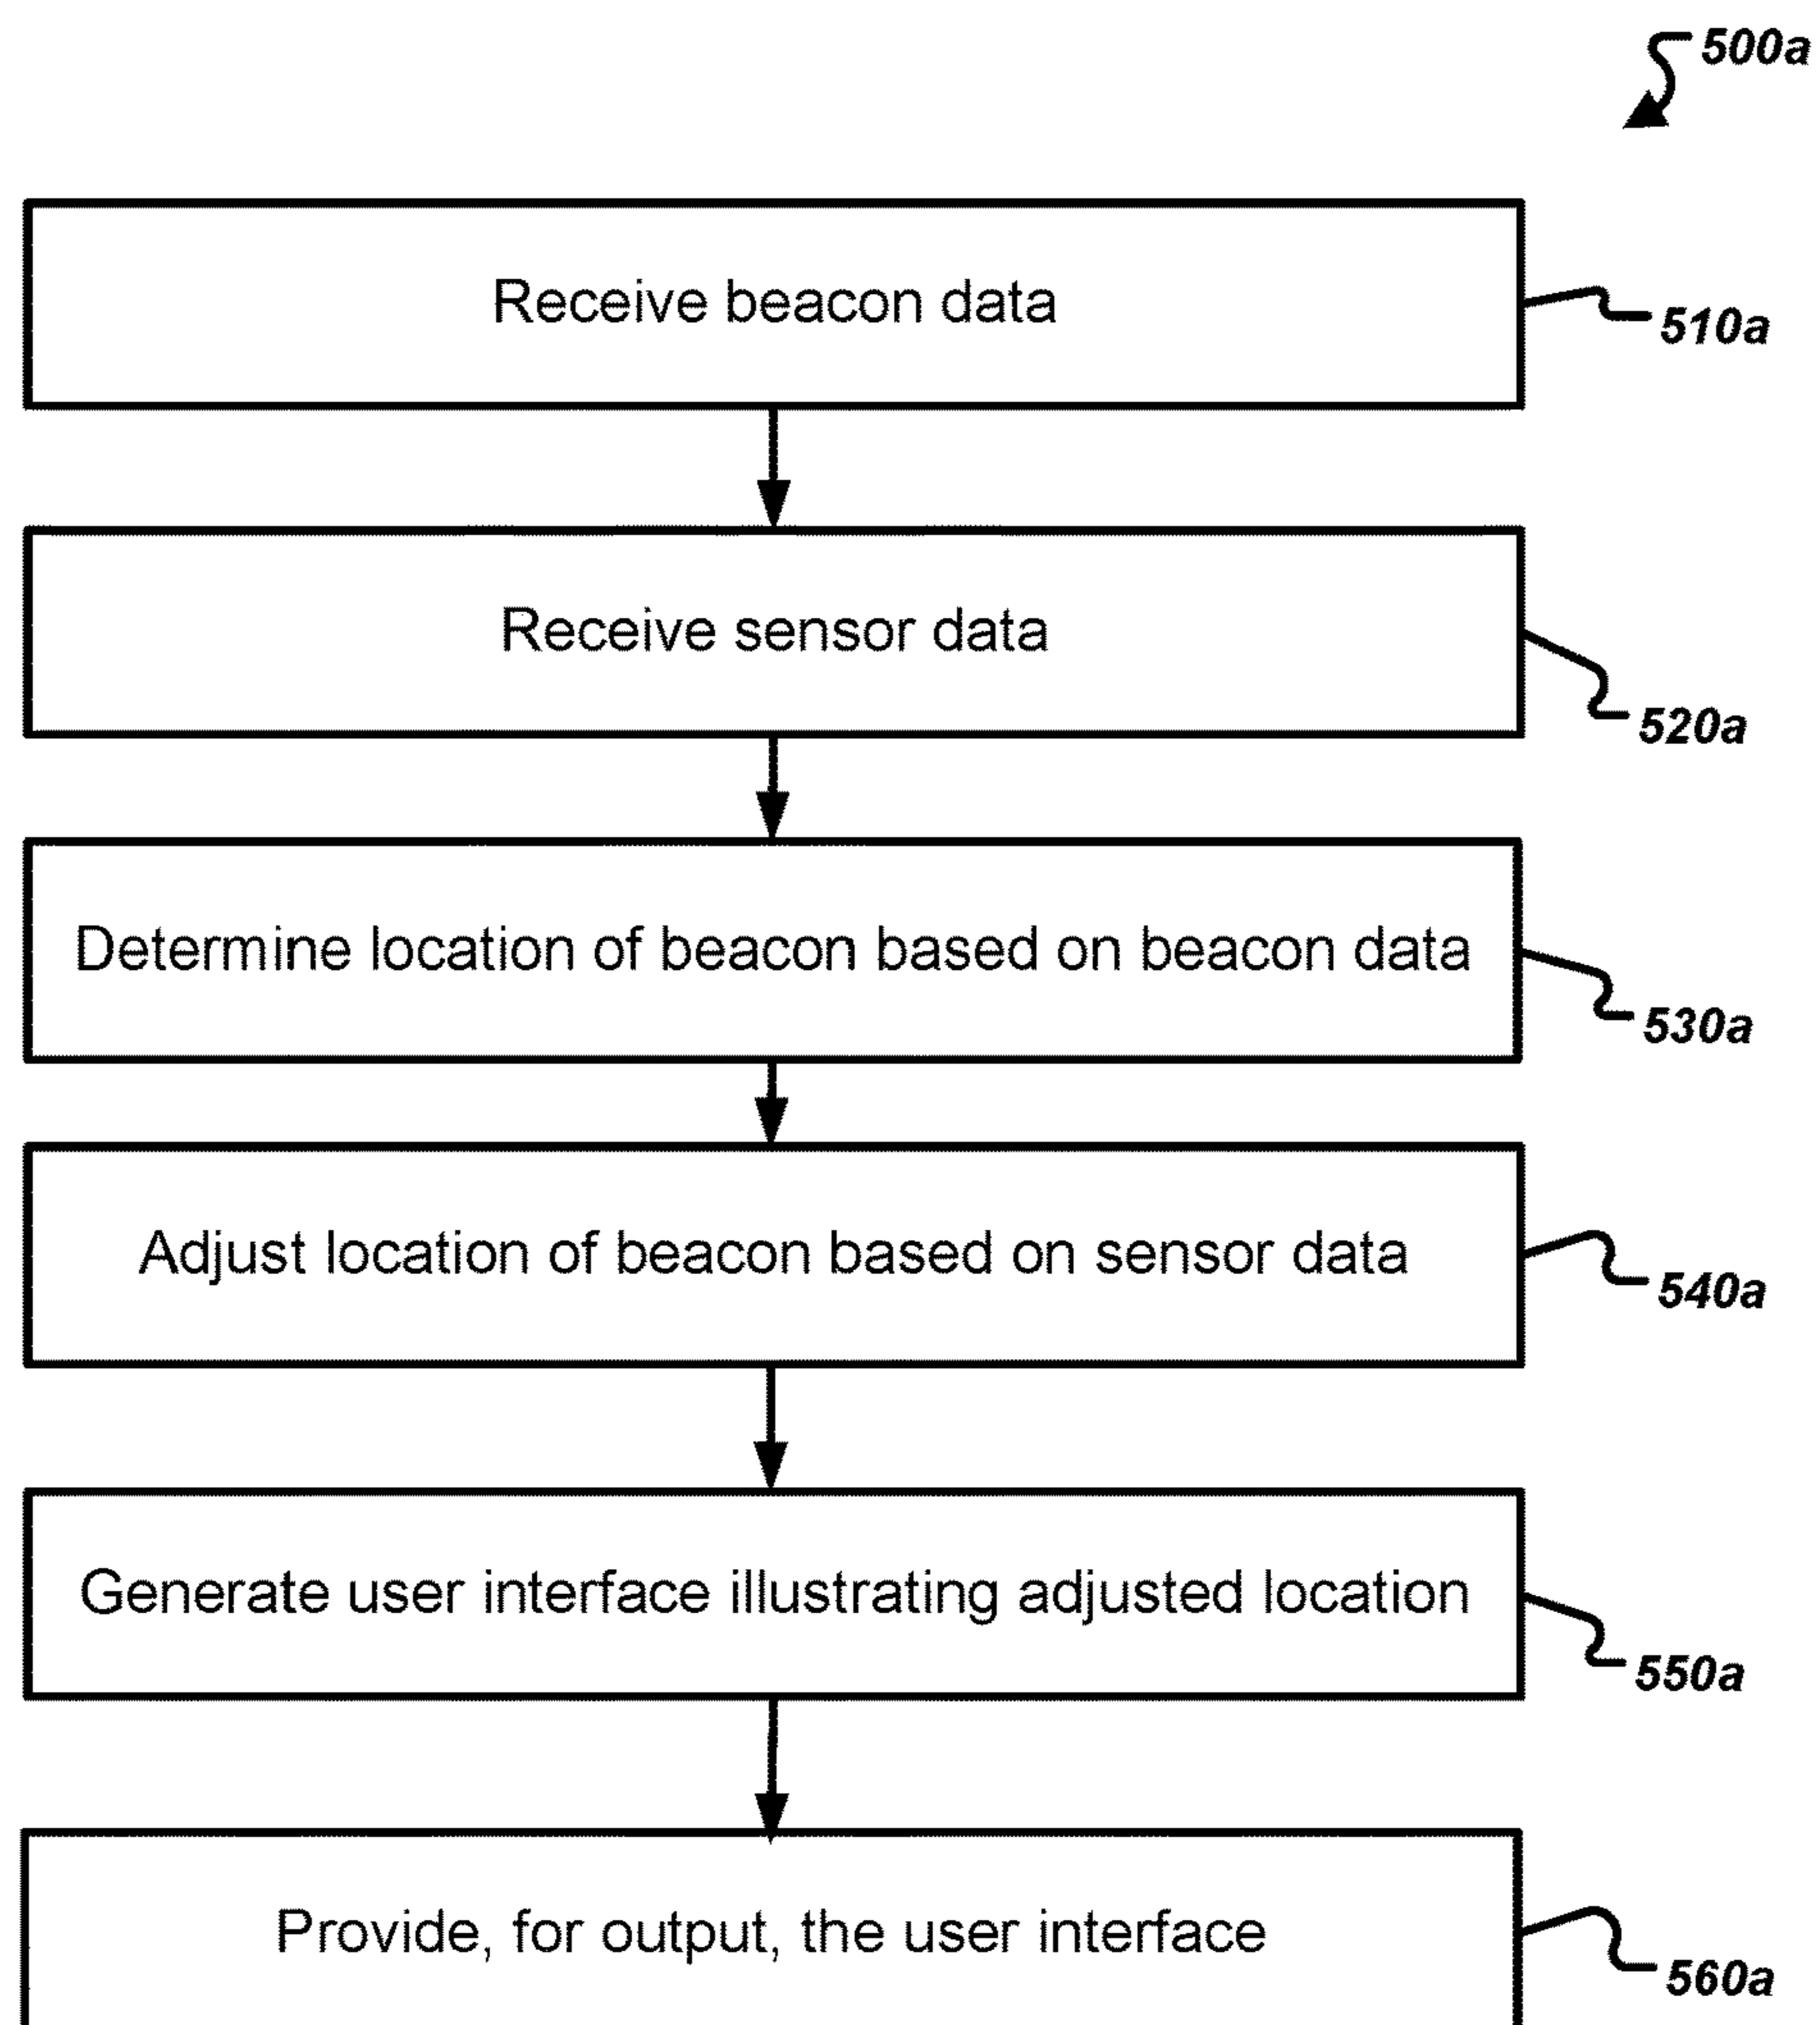 500a
Receive beacon data
510a
Receive sensor data
520a
Determine location of beacon based on beacon data
530a
Adjust location of beacon based on sensor data
540a
Generate user interface illustrating adjusted location
550a
Provide, for output, the user interface
560a